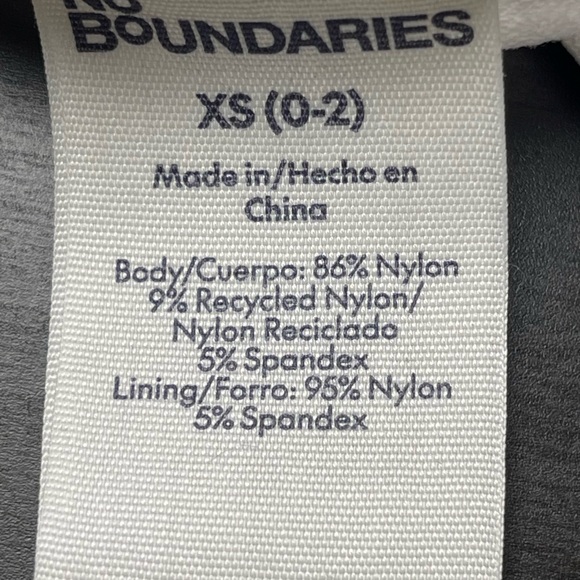 NO
BOUNDARIES
XS (0-2)
Made in/Hecho en
China
Body/Cuerpo: 86% Nylon
9% Recycled Nylon/
Nylon Reciclado
5% Spandex
Lining/Forro: 95% Nylon
5% Spandex